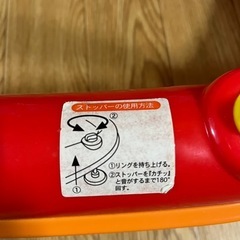 ストッパーの使用方法
②
①
①リングを持ち上げる。
②ストッパーを『カチッ』
と音がするまで180°
回す。